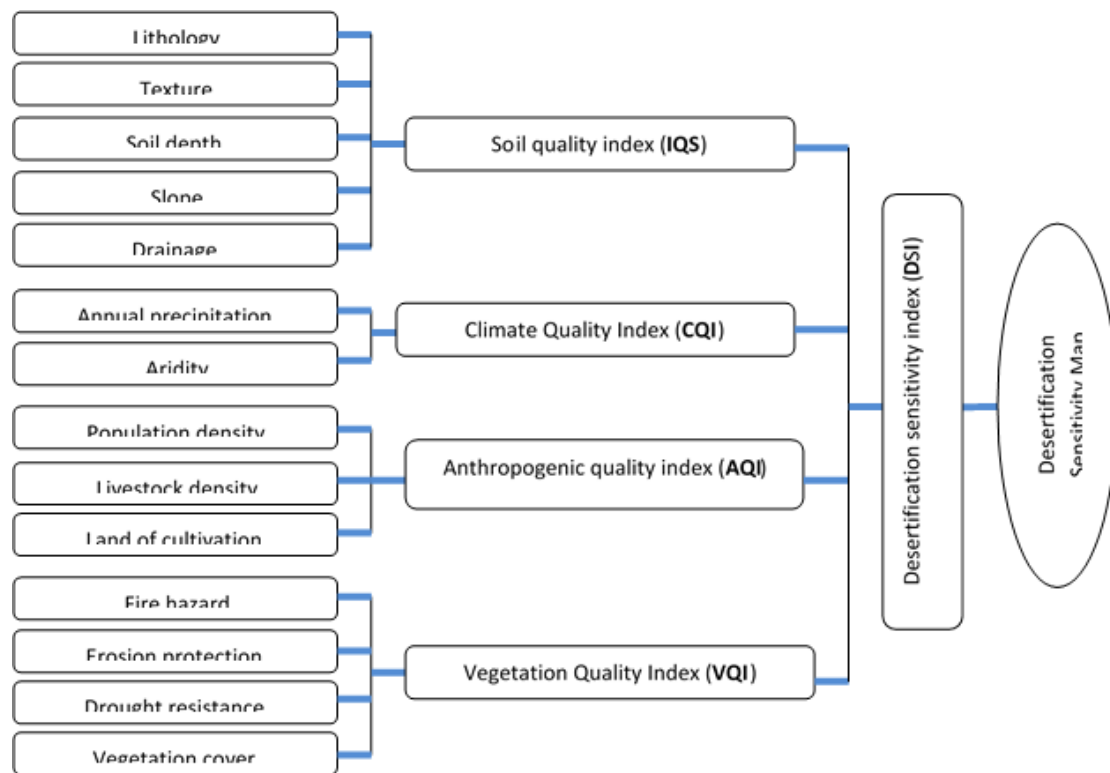 Lithology
Texture
Soil depth
Slope
Drainage
Soil quality index (IQS)
Annual precipitation
Aridity
Climate Quality Index (CQI)
Population density
Livestock density
Land of cultivation
Anthropogenic quality index (AQI)
Fire hazard
Erosion protection
Drought resistance
Vegetation cover
Vegetation Quality Index (VQI)
Desertification sensitivity index (DSI)
Desertification
Sensitivity Map